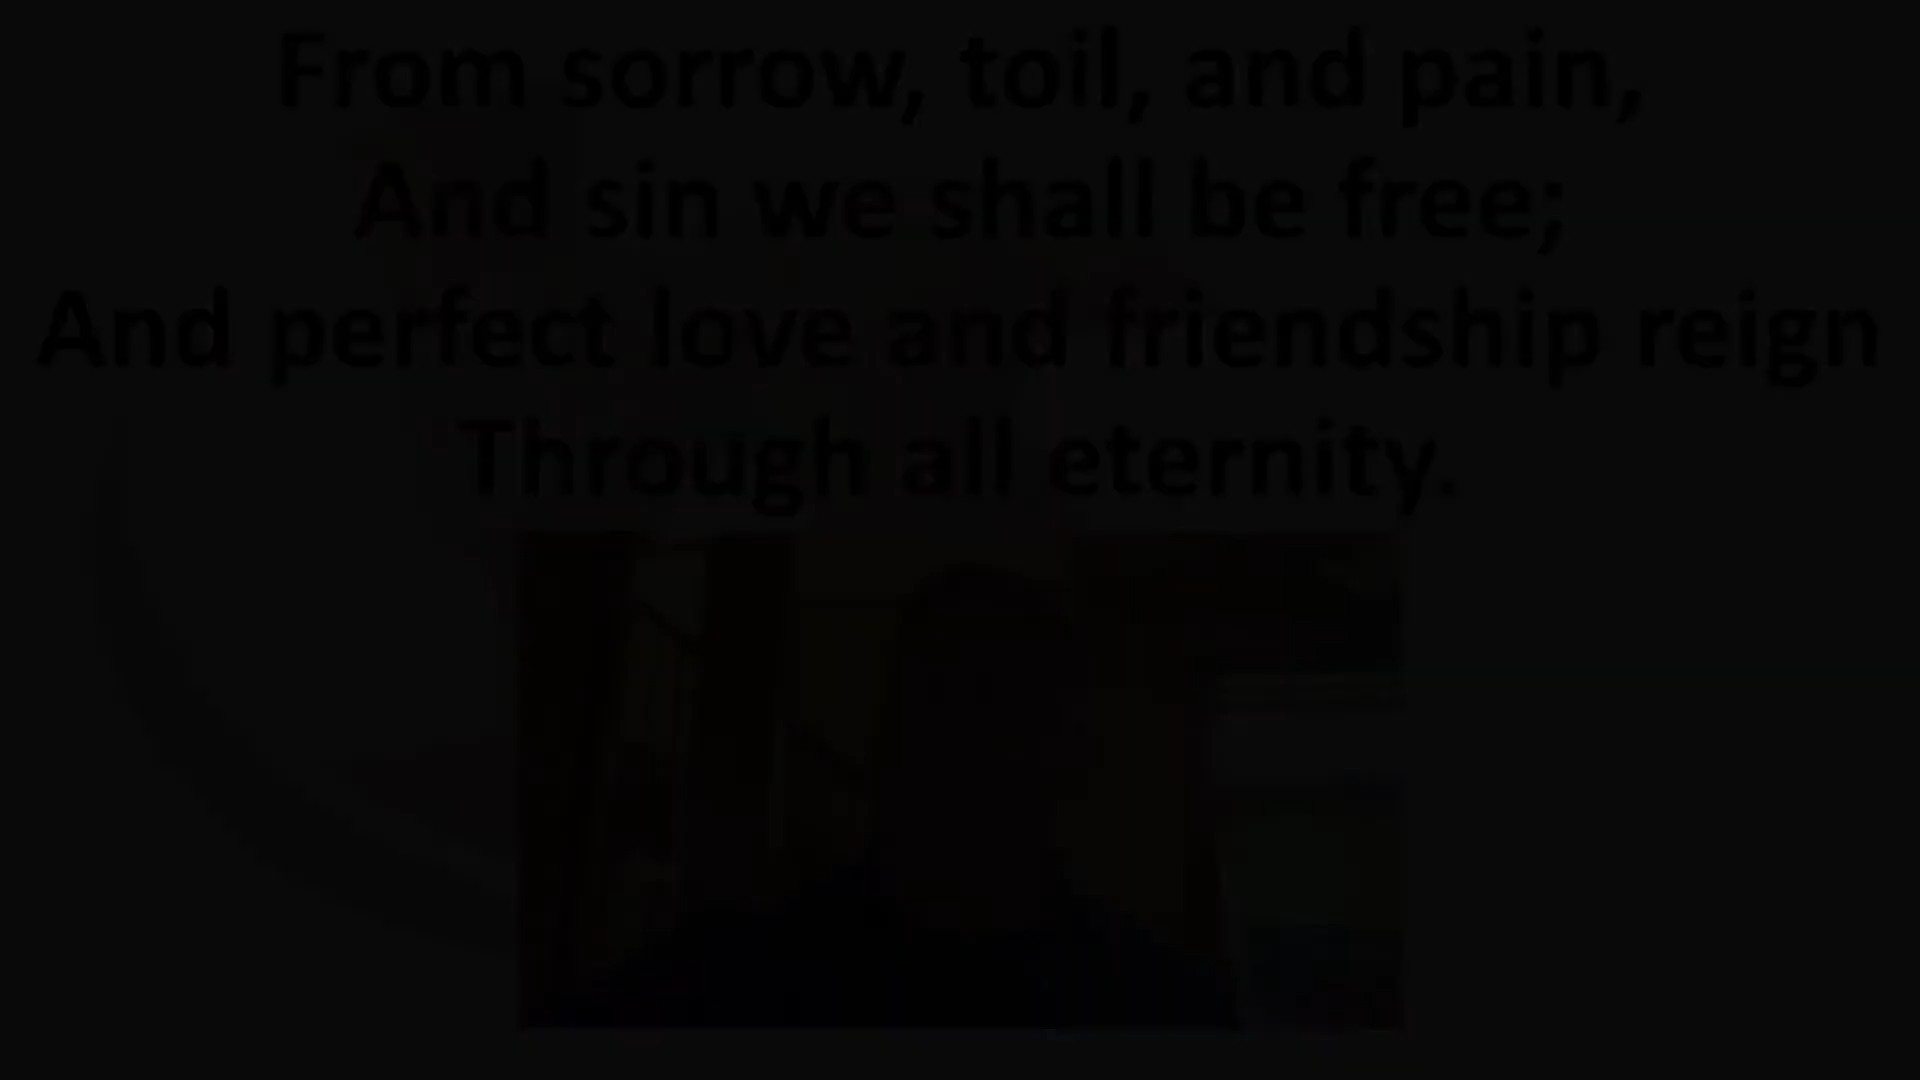 From sorrow, toil, and pain,
And sin we shall be free;
And perfect love and friendship reign
Through all eternity.